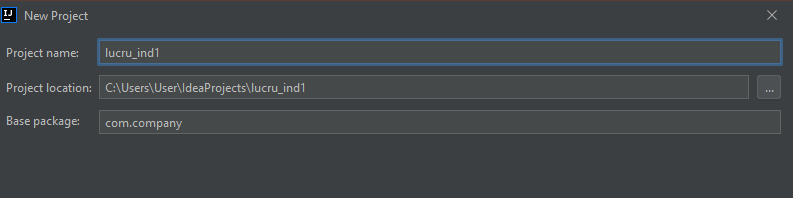 IJ New Project
Project name: lucru_ind1
Project location: C:\Users\User\IdeaProjects\lucru_ind1 ...
Base package: com.company